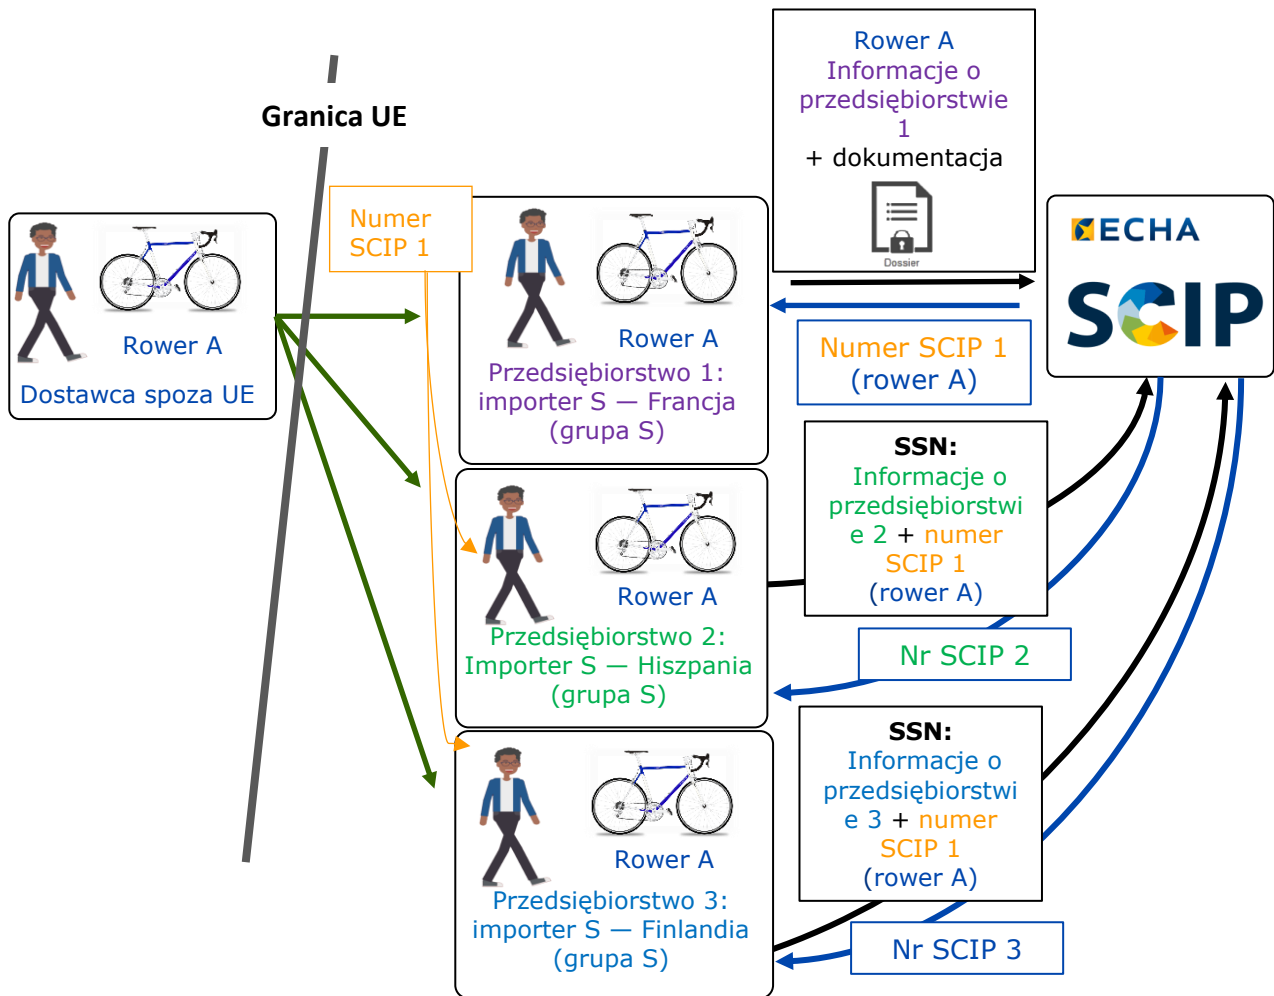 Granica UE
Rower A
Dostawca spoza UE
Numer
SCIP 1
Rower A
Przedsiębiorstwo 1:
importer S — Francja
(grupa S)
Rower A
Informacje o
przedsiębiorstwie
1
+ dokumentacja
Dossier
ECHA
SCIP
Numer SCIP 1
(rower A)
Rower A
Przedsiębiorstwo 2:
Importer S — Hiszpania
(grupa S)
SSN:
Informacje o
przedsiębiorstwi
e 2 + numer
SCIP 1
(rower A)
Nr SCIP 2
Rower A
Przedsiębiorstwo 3:
importer S — Finlandia
(grupa S)
SSN:
Informacje o
przedsiębiorstwi
e 3 + numer
SCIP 1
(rower A)
Nr SCIP 3